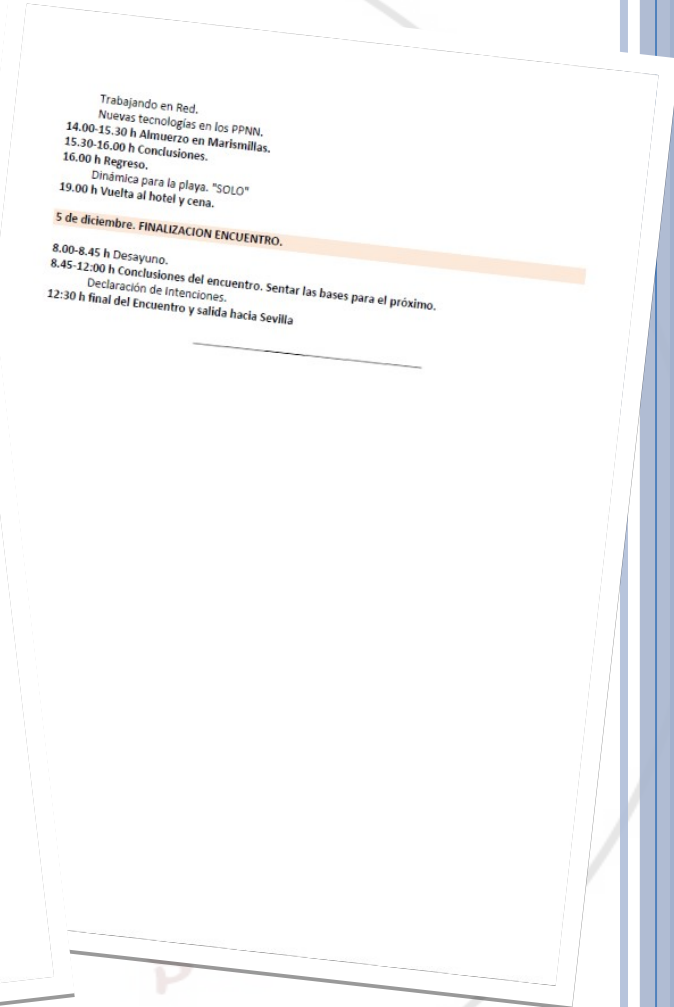 Trabajando en Red.
Nuevas tecnologías en los PPNN.
14.00-15.30 h Almuerzo en Marismillas.
15.30-16.00 h Conclusiones.
16.00 h Regreso.
Dinámica para la playa. "SOLO"
19.00 h Vuelta al hotel y cena.
5 de diciembre. FINALIZACION ENCUENTRO.
8.00-8.45 h Desayuno.
8.45-12:00 h Conclusiones del encuentro. Sentar las bases para el próximo.
Declaración de Intenciones.
12:30 h final del Encuentro y salida hacia Sevilla